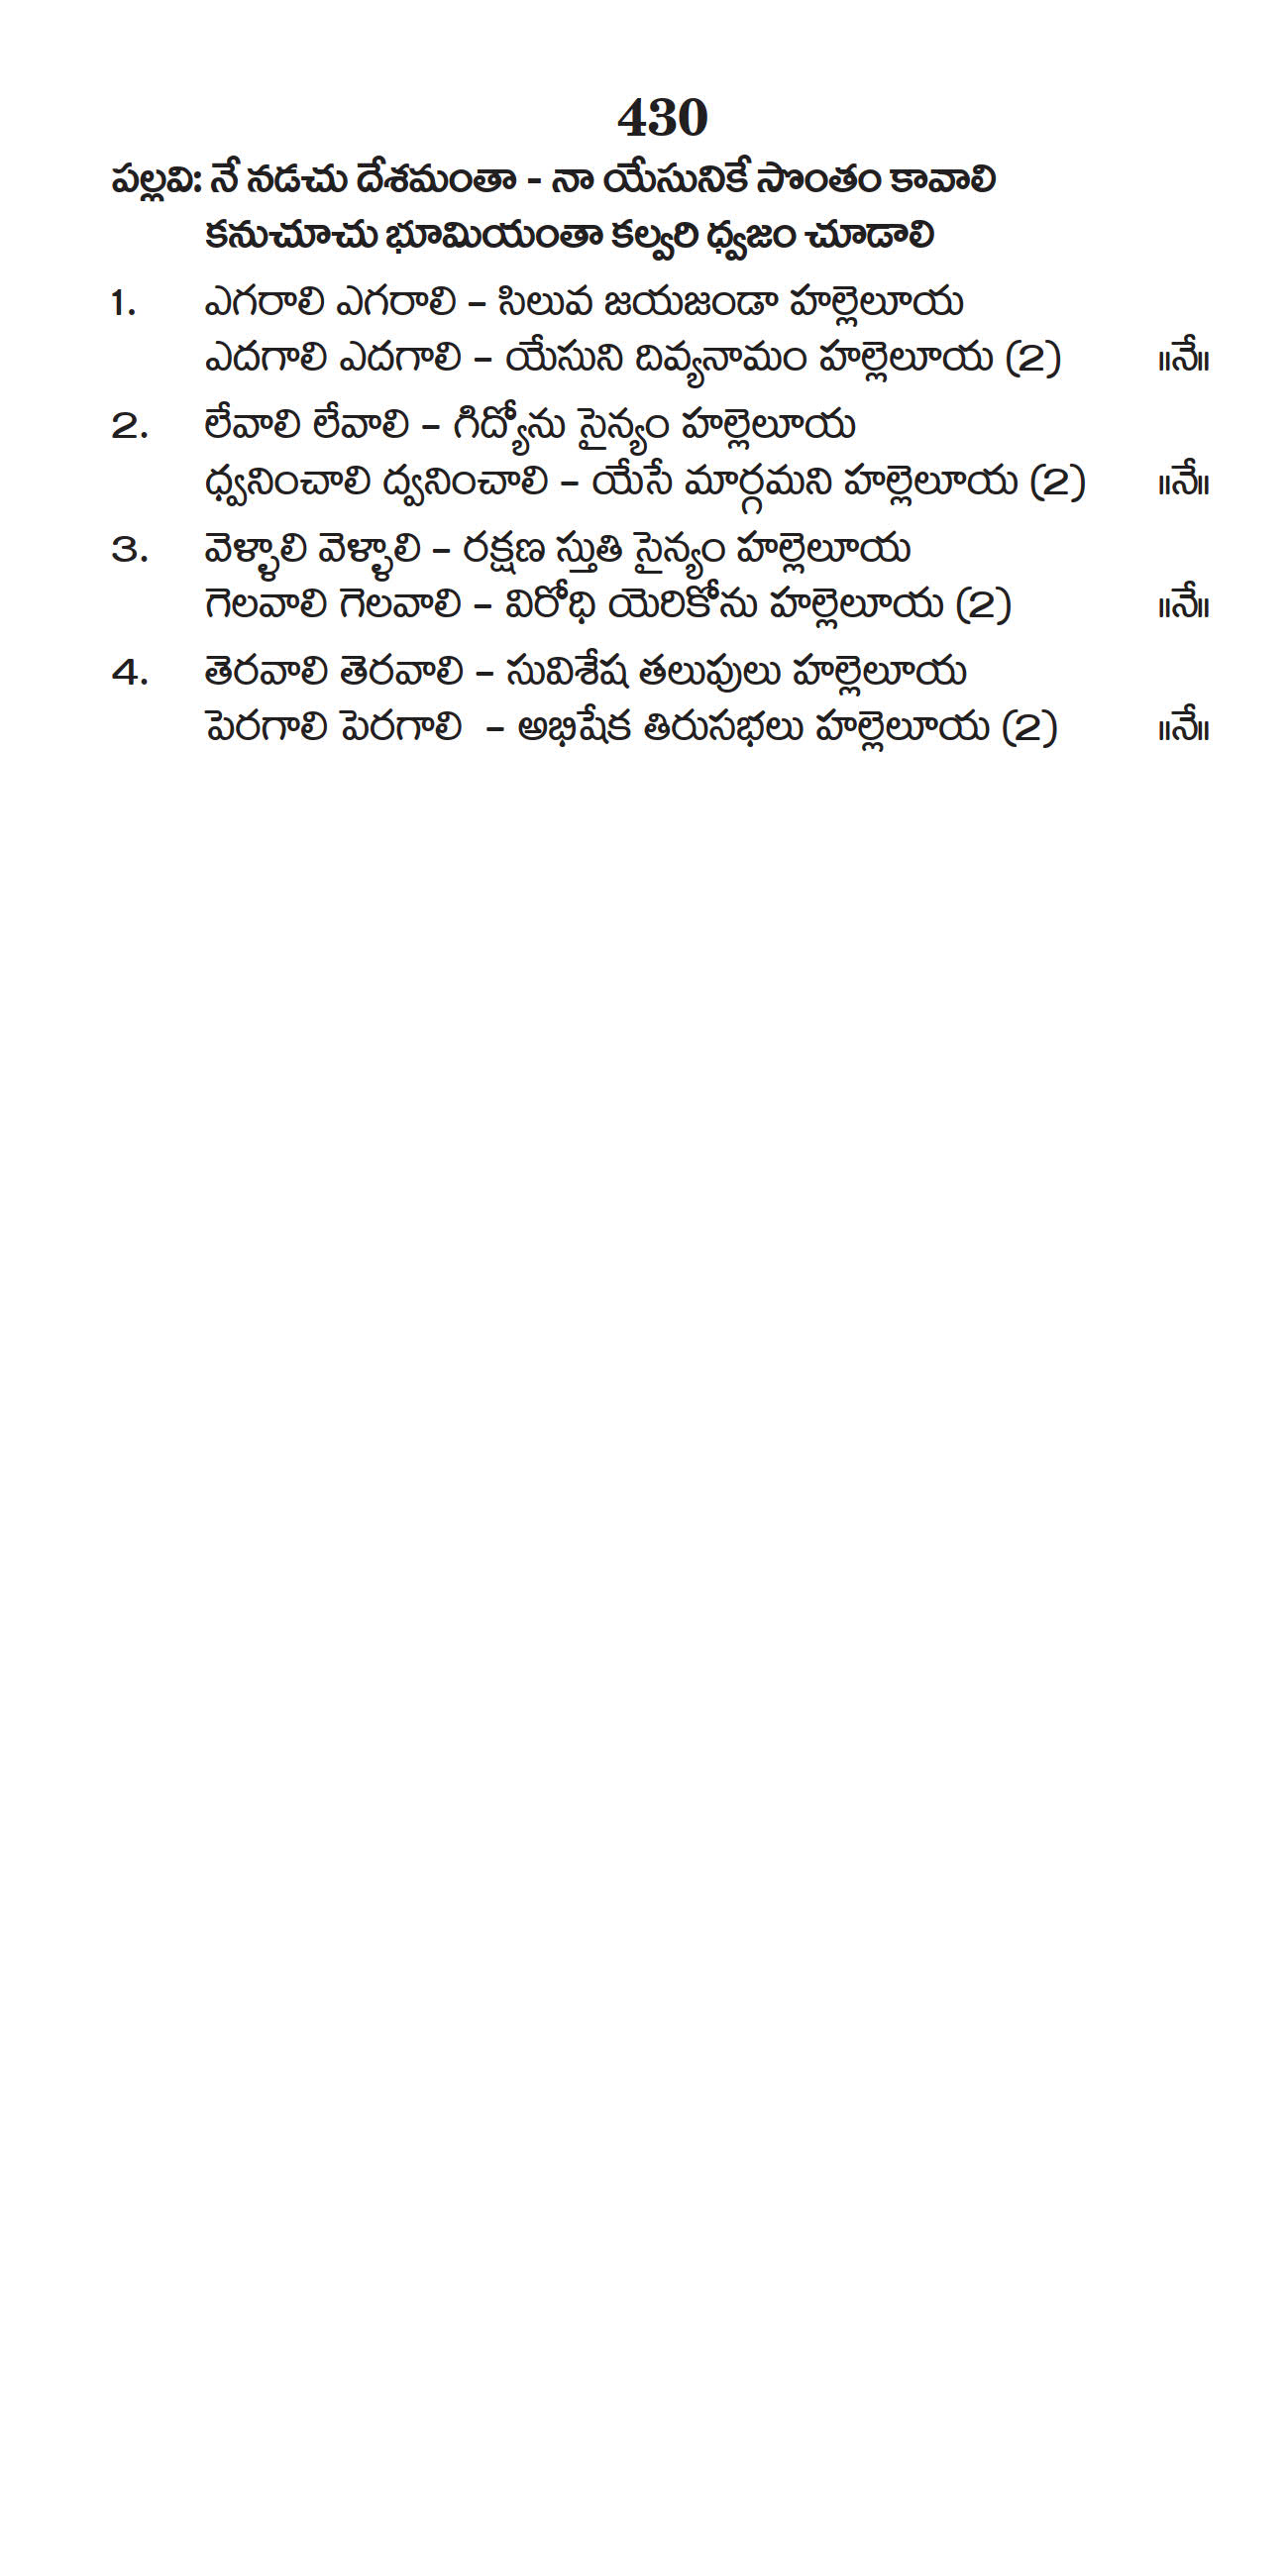 430
పల్లవి: నే నడచు దేశమంతా - నా యేసునికే సొంతం కావాలి
కనుచూచు భూమియంతా కల్వరి ధ్వజం చూడాలి
1. ఎగరాలి ఎగరాలి – సిలువ జయజండా హల్లెలూయ
ఎదగాలి ఎదగాలి – యేసుని దివ్యనామం హల్లెలూయ (2) ॥నే॥
2. లేవాలి లేవాలి – గిద్యోను సైన్యం హల్లెలూయ
ధ్వనించాలి ద్వనించాలి – యేసే మార్గమని హల్లెలూయ (2) ॥నే॥
3. వెళ్ళాలి వెళ్ళాలి – రక్షణ స్తుతి సైన్యం హల్లెలూయ
గెలవాలి గెలవాలి – విరోధి యెరికోను హల్లెలూయ (2) ॥నే॥
4. తెరవాలి తెరవాలి – సువిశేష తలుపులు హల్లెలూయ
పెరగాలి పెరగాలి – అభిషేక తిరుసభలు హల్లెలూయ (2) ॥నే॥